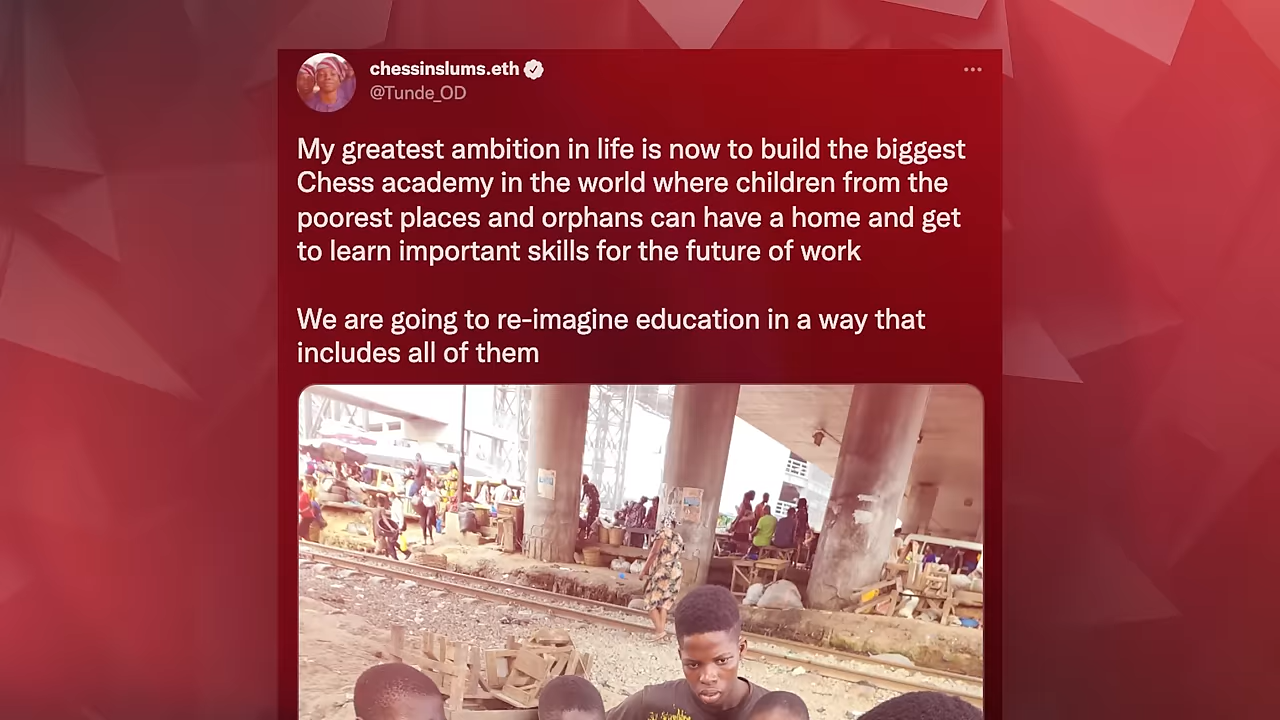 chessinslums.eth
@Tunde_OD
My greatest ambition in life is now to build the biggest
Chess academy in the world where children from the
poorest places and orphans can have a home and get
to learn important skills for the future of work
We are going to re-imagine education in a way that
includes all of them